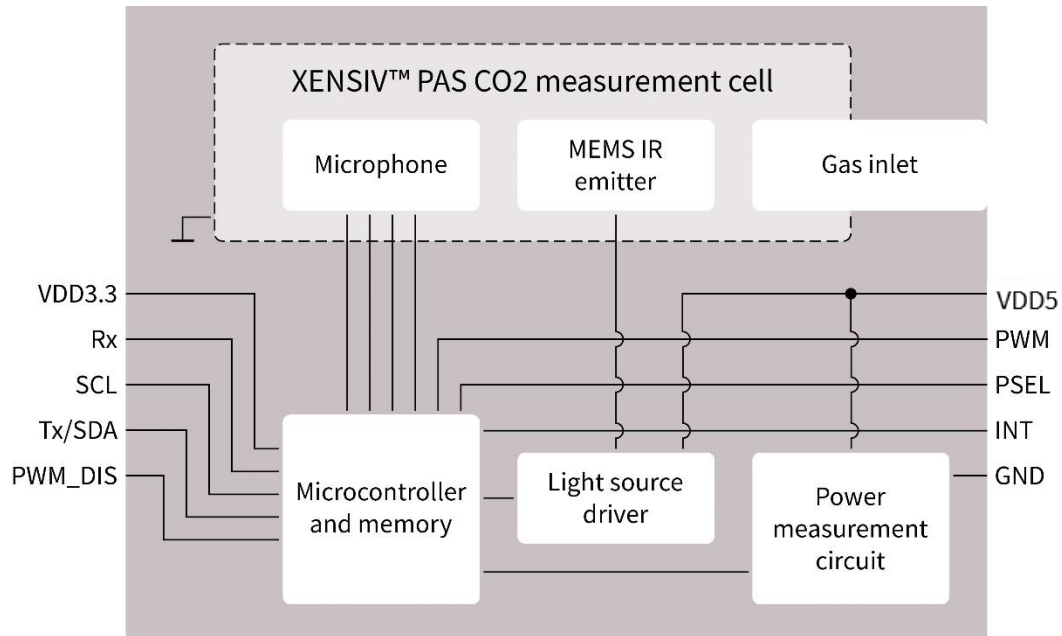 XENSIV™ PAS CO2 measurement cell
Microphone
MEMS IR
emitter
Gas inlet
VDD3.3
Rx
SCL
Tx/SDA
PWM_DIS
VDD5
PWM
PSEL
INT
GND
Microcontroller
and memory
Light source
driver
Power
measurement
circuit